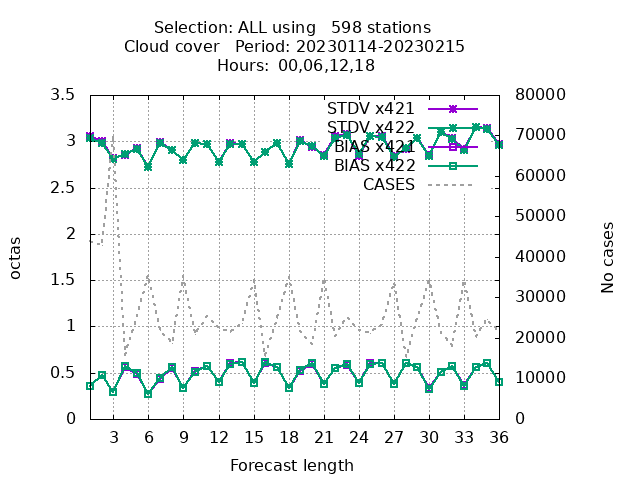 Selection: ALL using   598 stations
Cloud cover   Period: 20230114-20230215
Hours:  00,06,12,18
STDV x421
STDV x422
BIAS x421
BIAS x422
CASES
3.5
3
2.5
2
1.5
1
0.5
0
80000
70000
60000
50000
40000
30000
20000
10000
0
octas
No cases
3 6 9 12 15 18 21 24 27 30 33 36
Forecast length